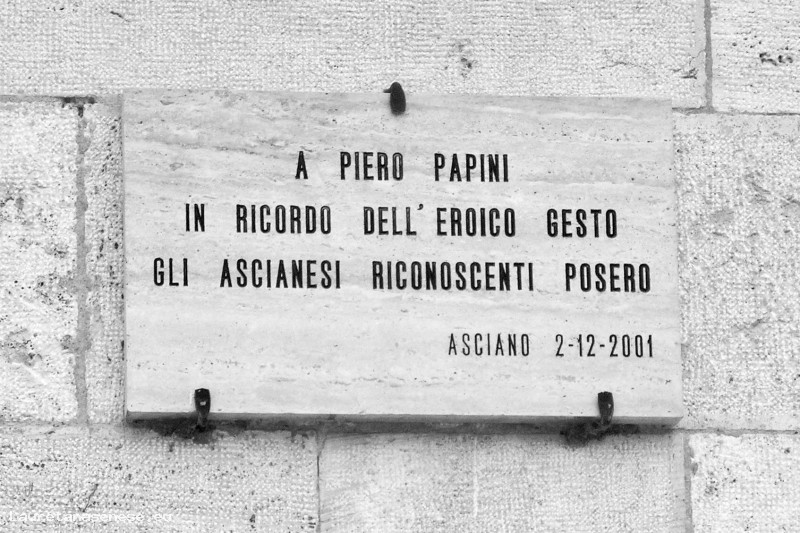 A PIERO PAPINI
IN RICORDO DELL'EROICO GESTO
GLI ASCIANESI RICONOSCENTI POSERO
ASCIANO 2-12-2001